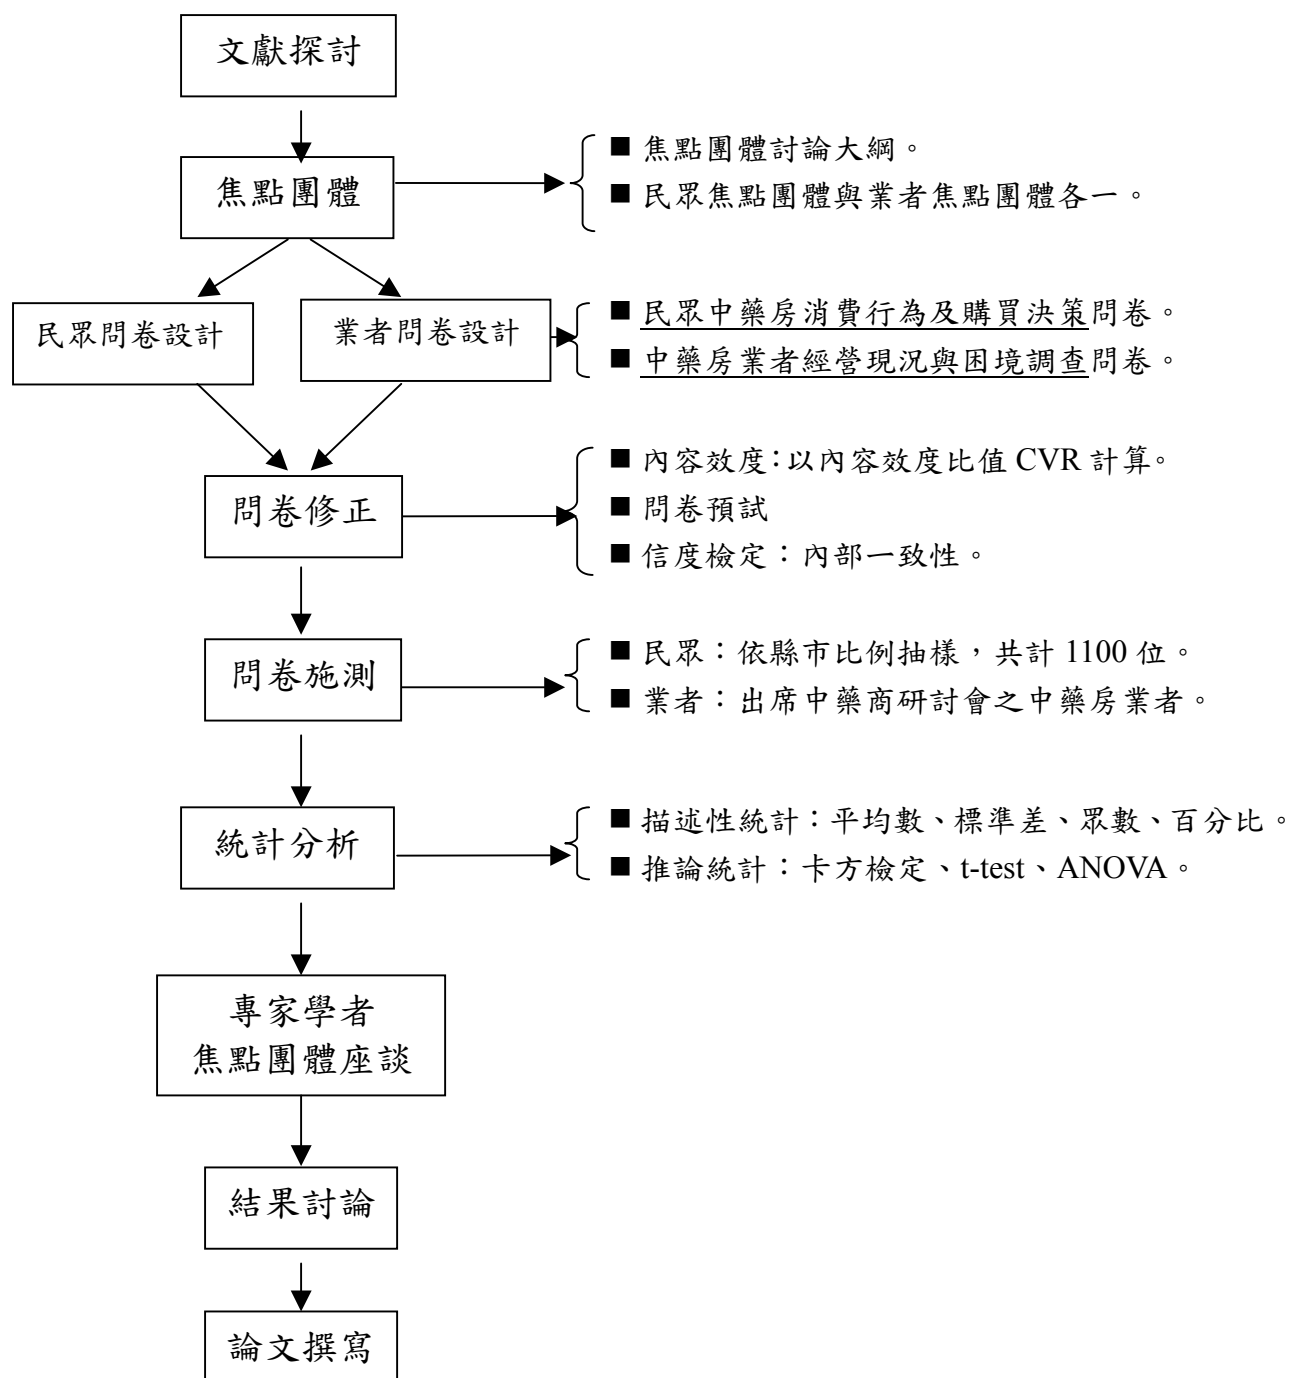 文獻探討
焦點團體
■ 焦點團體討論大綱。
■ 民眾焦點團體與業者焦點團體各一。
民眾問卷設計
業者問卷設計
■ 民眾中藥房消費行為及購買決策問卷。
■ 中藥房業者經營現況與困境調查問卷。
問卷修正
■ 內容效度：以內容效度比值 CVR 計算。
■ 問卷預試
■ 信度檢定：內部一致性。
問卷施測
■ 民眾：依縣市比例抽樣，共計 1100 位。
■ 業者：出席中藥商研討會之中藥房業者。
統計分析
■ 描述性統計：平均數、標準差、眾數、百分比。
■ 推論統計：卡方檢定、t-test、ANOVA。
專家學者
焦點團體座談
結果討論
論文撰寫